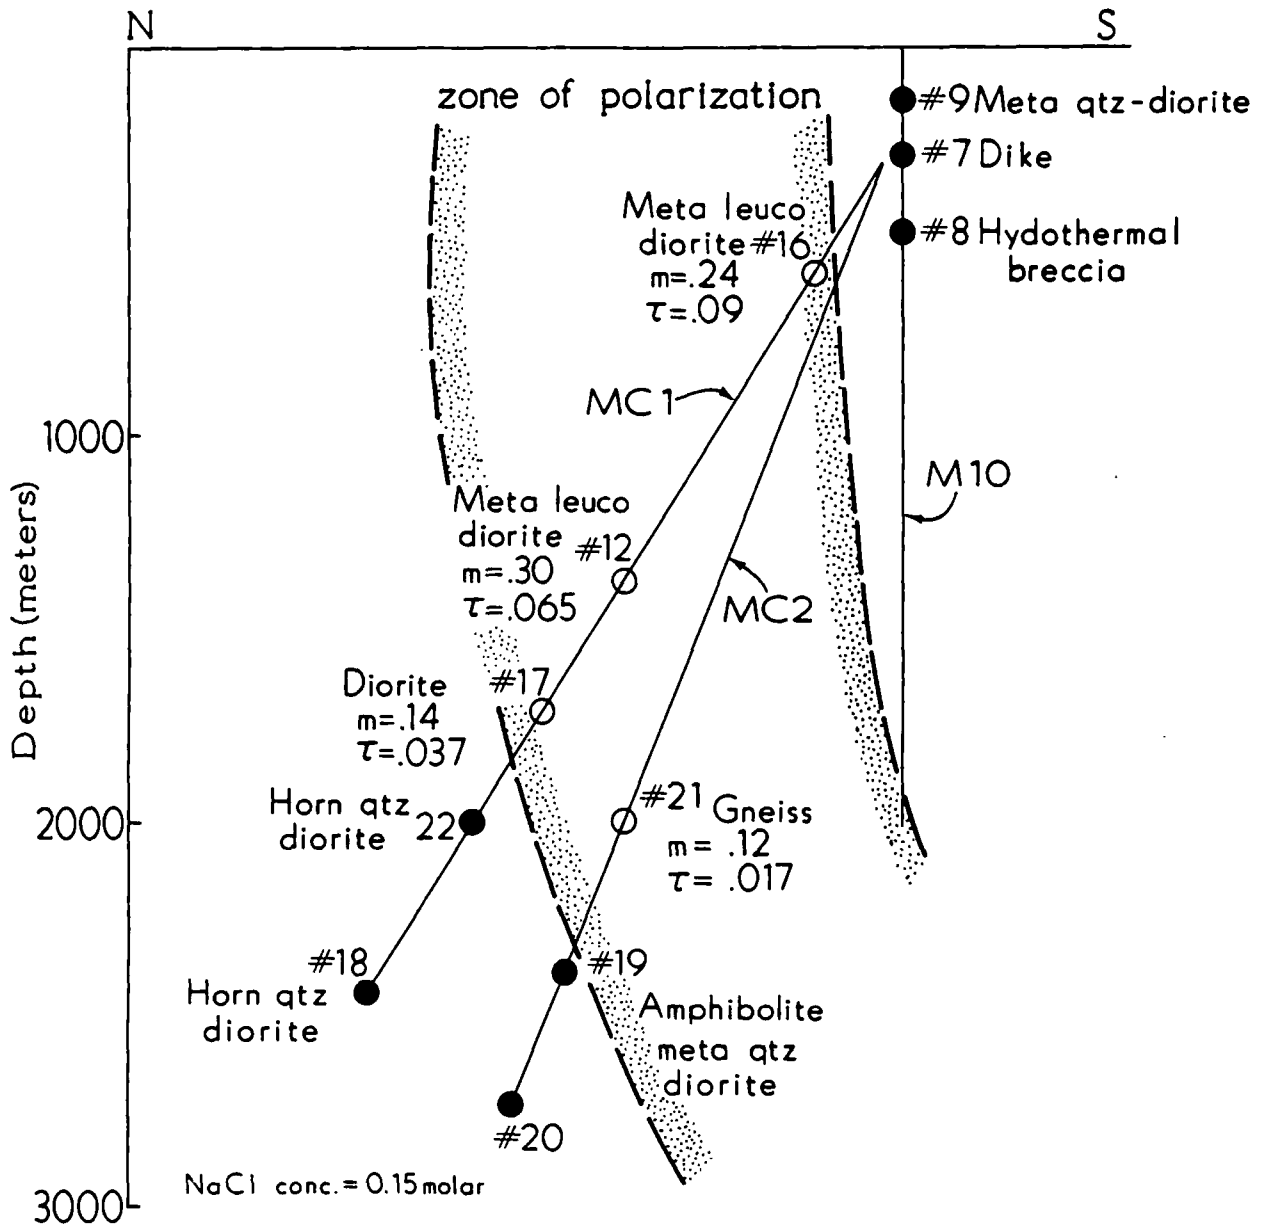 N
S
zone of polarization
#9 Meta qtz-diorite
#7 Dike
#8 Hydothermal
breccia
Meta leuco
diorite #16
m=.24
τ=.09
MC1
1000
M10
Meta leuco
diorite #12
m=.30
τ=.065
MC2
Depth (meters)
Diorite #17
m=.14
τ=.037
Horn qtz
diorite 22
2000
#21 Gneiss
m= .12
τ= .017
#18
Horn qtz
diorite
#19
Amphibolite
meta qtz
diorite
#20
NaCl conc. = 0.15 molar
3000